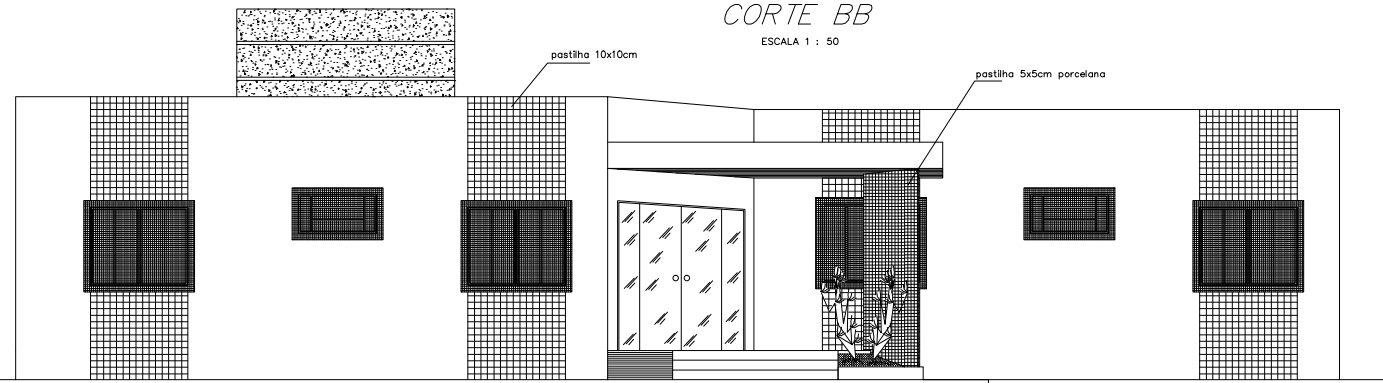 CORTE BB
ESCALA 1 : 50
pastilha 10x10cm
pastilha 5x5cm porcelana